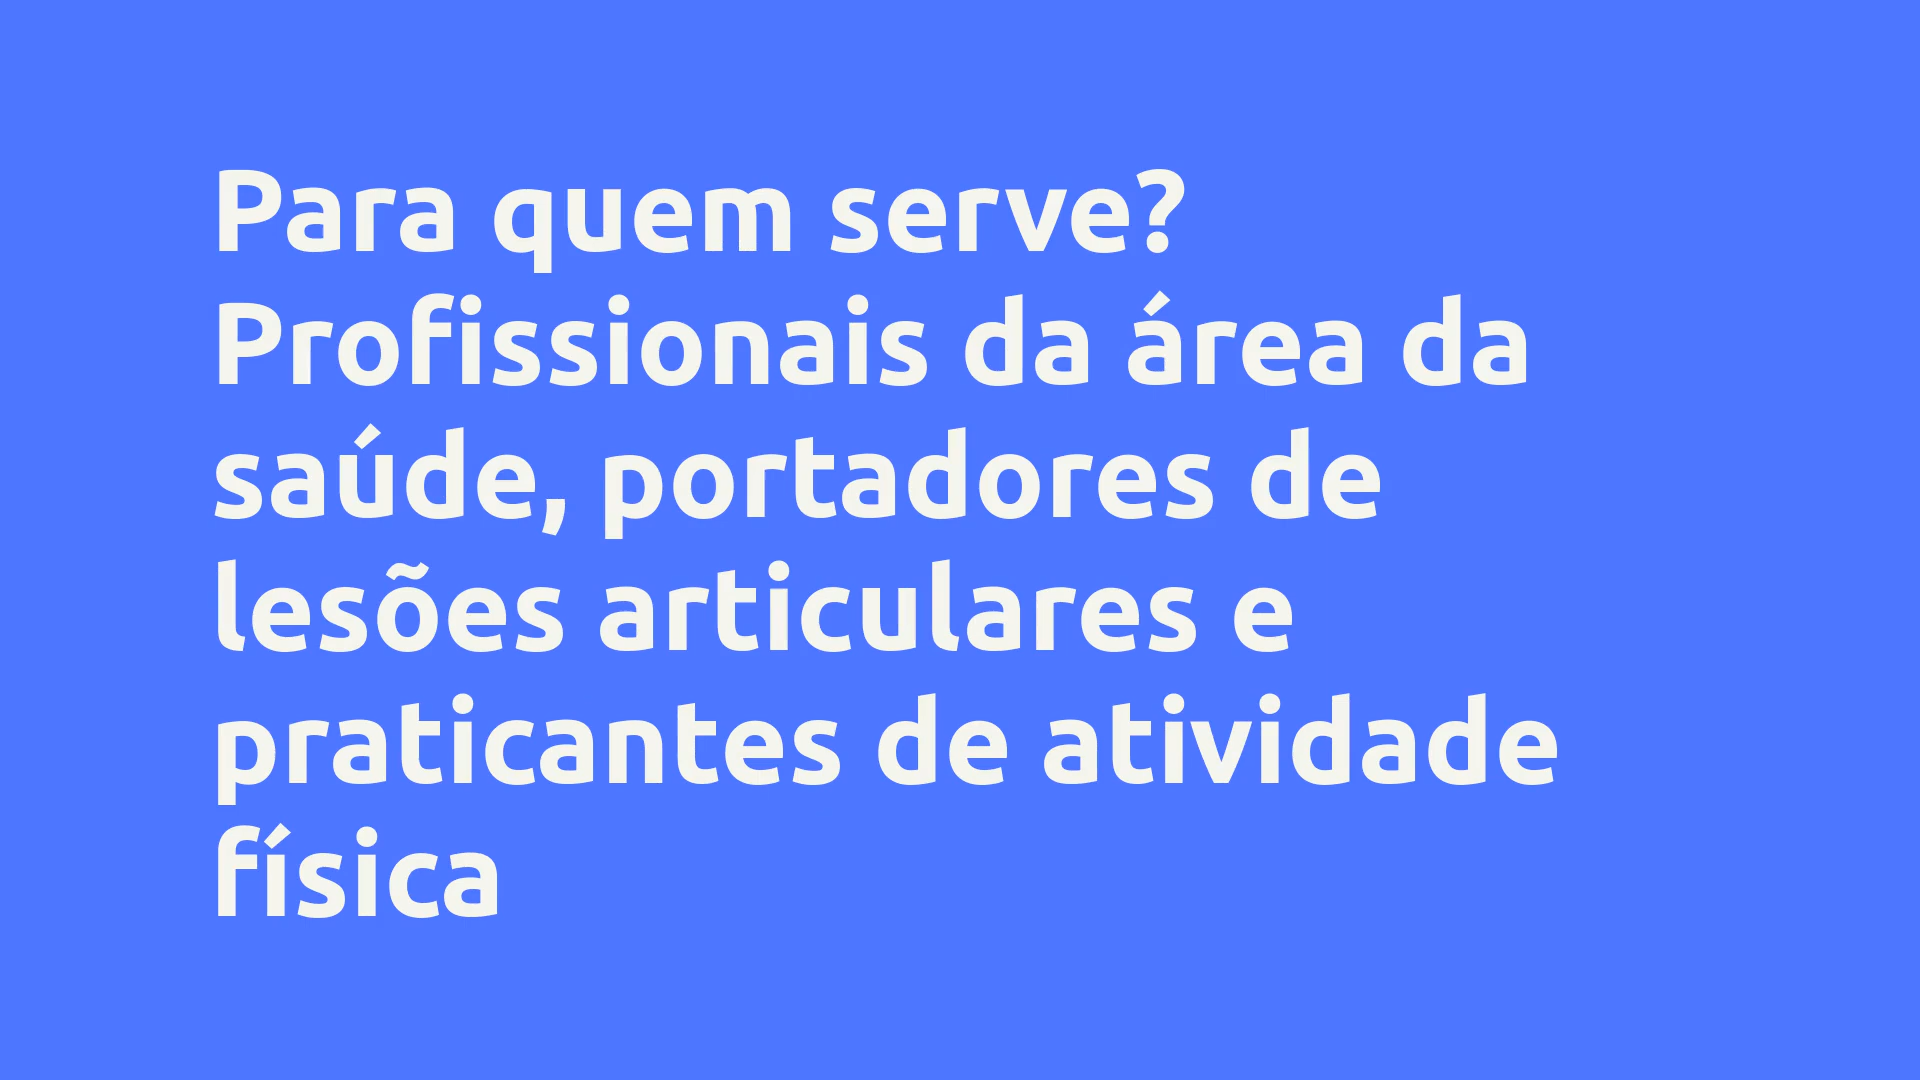 Para quem serve?
Profissionais da área da
saúde, portadores de
lesões articulares e
praticantes de atividade
física